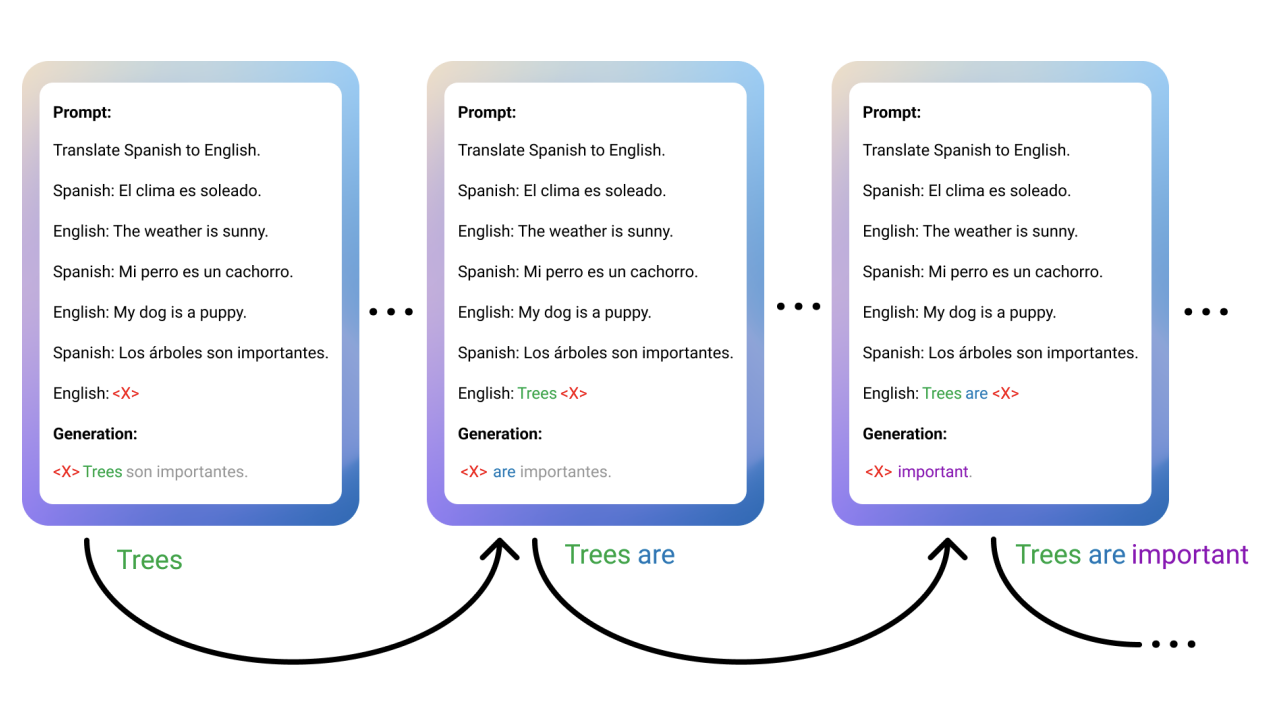 Prompt:
Translate Spanish to English.
Spanish: El clima es soleado.
English: The weather is sunny.
Spanish: Mi perro es un cachorro.
English: My dog is a puppy.
Spanish: Los árboles son importantes.
English: <X>
Generation:
<X> Trees son importantes.
Trees
Prompt:
Translate Spanish to English.
Spanish: El clima es soleado.
English: The weather is sunny.
Spanish: Mi perro es un cachorro.
English: My dog is a puppy.
Spanish: Los árboles son importantes.
English: Trees <X>
Generation:
<X> are importantes.
Trees are
Prompt:
Translate Spanish to English.
Spanish: El clima es soleado.
English: The weather is sunny.
Spanish: Mi perro es un cachorro.
English: My dog is a puppy.
Spanish: Los árboles son importantes.
English: Trees are <X>
Generation:
<X> important.
Trees are important